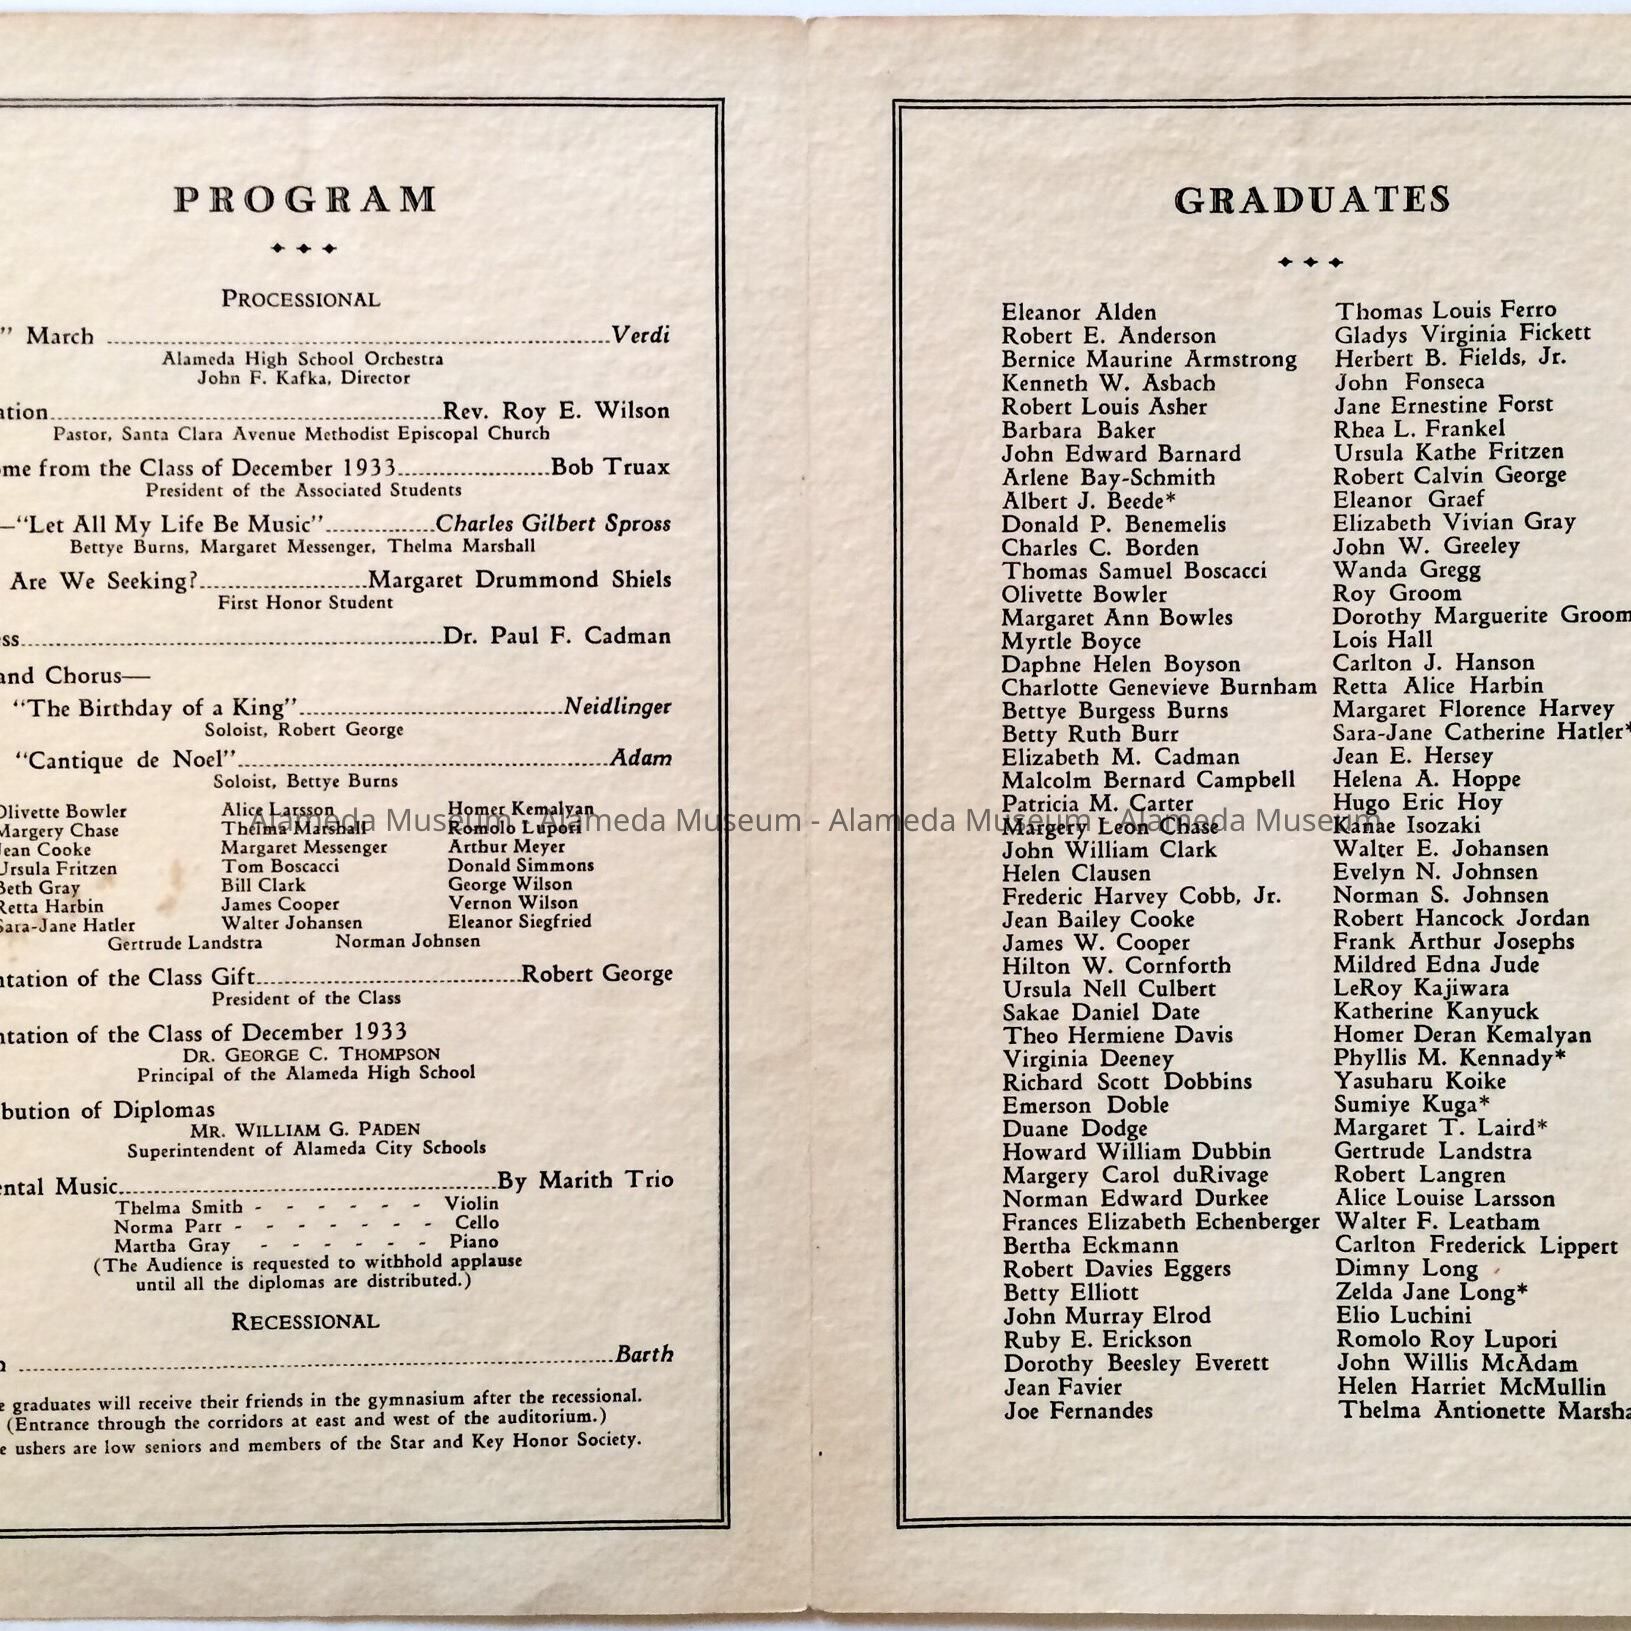 PROGRAM
PROCESSIONAL
” March ........ Verdi
Alameda High School Orchestra
John F. Kafka, Director
ation ........ Rev. Roy E. Wilson
Pastor, Santa Clara Avenue Methodist Episcopal Church
me from the Class of December 1933 ........ Bob Truax
President of the Associated Students
—“Let All My Life Be Music” ........ Charles Gilbert Spross
Bettye Burns, Margaret Messenger, Thelma Marshall
Are We Seeking? ........ Margaret Drummond Shiels
First Honor Student
ss ........ Dr. Paul F. Cadman
and Chorus—
“The Birthday of a King” ........ Neidlinger
Soloist, Robert George
“Cantique de Noel” ........ Adam
Soloist, Bettye Burns
Olivette Bowler Alice Larsson Homer Kemalyan
Margery Chase Thelma Marshall Romolo Lupori
Jean Cooke Margaret Messenger Arthur Meyer
Ursula Fritzen Tom Boscacci Donald Simmons
Beth Gray Bill Clark George Wilson
Retta Harbin James Cooper Vernon Wilson
Sara-Jane Hatler Walter Johansen Eleanor Siegfried
Gertrude Landstra Norman Johnsen
ntation of the Class Gift ........ Robert George
President of the Class
ntation of the Class of December 1933
DR. GEORGE C. THOMPSON
Principal of the Alameda High School
bution of Diplomas
MR. WILLIAM G. PADEN
Superintendent of Alameda City Schools
ental Music ........ By Marith Trio
Thelma Smith - - - - - - Violin
Norma Parr - - - - - - - Cello
Martha Gray - - - - - - Piano
(The Audience is requested to withhold applause
until all the diplomas are distributed.)
RECESSIONAL
h ........ Barth
e graduates will receive their friends in the gymnasium after the recessional.
(Entrance through the corridors at east and west of the auditorium.)
e ushers are low seniors and members of the Star and Key Honor Society.
GRADUATES
Eleanor Alden
Robert E. Anderson
Bernice Maurine Armstrong
Kenneth W. Asbach
Robert Louis Asher
Barbara Baker
John Edward Barnard
Arlene Bay-Schmith
Albert J. Beede*
Donald P. Benemelis
Charles C. Borden
Thomas Samuel Boscacci
Olivette Bowler
Margaret Ann Bowles
Myrtle Boyce
Daphne Helen Boyson
Charlotte Genevieve Burnham
Bettye Burgess Burns
Betty Ruth Burr
Elizabeth M. Cadman
Malcolm Bernard Campbell
Patricia M. Carter
Margery Leon Chase
John William Clark
Helen Clausen
Frederic Harvey Cobb, Jr.
Jean Bailey Cooke
James W. Cooper
Hilton W. Cornforth
Ursula Nell Culbert
Sakae Daniel Date
Theo Hermiene Davis
Virginia Deeney
Richard Scott Dobbins
Emerson Doble
Duane Dodge
Howard William Dubbin
Margery Carol duRivage
Norman Edward Durkee
Frances Elizabeth Echenberger
Bertha Eckmann
Robert Davies Eggers
Betty Elliott
John Murray Elrod
Ruby E. Erickson
Dorothy Beesley Everett
Jean Favier
Joe Fernandes
Thomas Louis Ferro
Gladys Virginia Fickett
Herbert B. Fields, Jr.
John Fonseca
Jane Ernestine Forst
Rhea L. Frankel
Ursula Kathe Fritzen
Robert Calvin George
Eleanor Graef
Elizabeth Vivian Gray
John W. Greeley
Wanda Gregg
Roy Groom
Dorothy Marguerite Groom
Lois Hall
Carlton J. Hanson
Retta Alice Harbin
Margaret Florence Harvey
Sara-Jane Catherine Hatler*
Jean E. Hersey
Helena A. Hoppe
Hugo Eric Hoy
Kanae Isozaki
Walter E. Johansen
Evelyn N. Johnsen
Norman S. Johnsen
Robert Hancock Jordan
Frank Arthur Josephs
Mildred Edna Jude
LeRoy Kajiwara
Katherine Kanyuck
Homer Deran Kemalyan
Phyllis M. Kennady*
Yasuharu Koike
Sumiye Kuga*
Margaret T. Laird*
Gertrude Landstra
Robert Langren
Alice Louise Larsson
Walter F. Leatham
Carlton Frederick Lippert
Dimny Long
Zelda Jane Long*
Elio Luchini
Romolo Roy Lupori
John Willis McAdam
Helen Harriet McMullin
Thelma Antionette Marsha
Alameda Museum - Alameda Museum - Alameda Museum - Alameda Museum